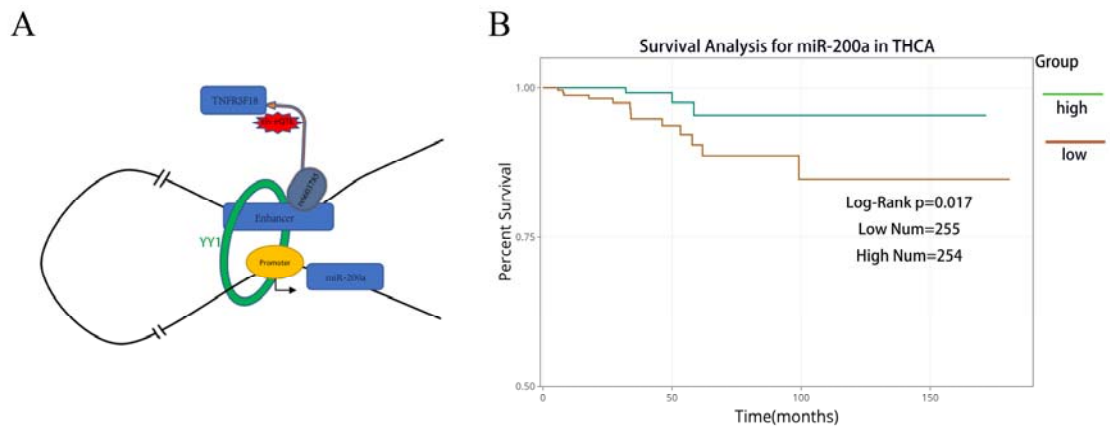 A
TNFRSF18
Enhancer
YY1
Promoter
miR-200a
B
Survival Analysis for miR-200a in THCA
Group
high
low
Percent Survival
1.00
0.75
0.50
Log-Rank p=0.017
Low Num=255
High Num=254
0
50
100
150
Time(months)